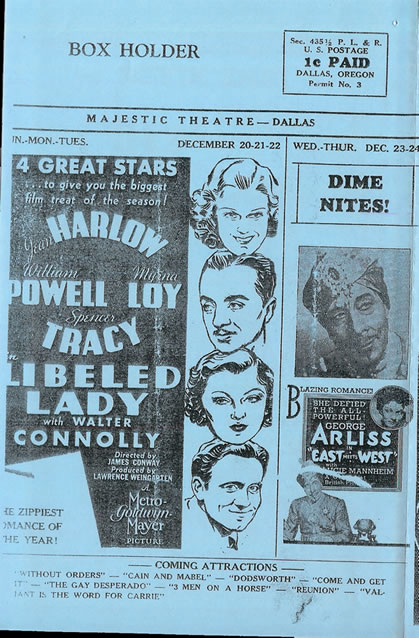 BOX HOLDER
Sec. 435½ P. L. & R.
U. S. POSTAGE
1c PAID
DALLAS, OREGON
Permit No. 3
MAJESTIC THEATRE—DALLAS
N.-MON.-TUES. DECEMBER 20-21-22
WED.-THUR. DEC. 23-24
4 GREAT STARS
...to give you the biggest
film treat of the season!
Jean HARLOW
William Myrna
POWELL LOY
Spencer
TRACY
in
LIBELED
LADY
with WALTER
CONNOLLY
Directed by
JAMES CONWAY
Produced by
LAWRENCE WEINGARTEN
A
Metro-
Goldwyn-
Mayer
PICTURE
HE ZIPPIEST
OMANCE OF
HE YEAR!
DIME
NITES!
BLAZING ROMANCE!
SHE DEFIED
THE ALL-
POWERFUL
GEORGE
ARLISS
IN
"EAST MEETS WEST"
with
LUCIE MANNHEIM
COMING ATTRACTIONS
"WITHOUT ORDERS" — "CAIN AND MABEL" — "DODSWORTH" — "COME AND GET
IT" — "THE GAY DESPERADO" — "3 MEN ON A HORSE" — "REUNION" — "VAL-
IANT IS THE WORD FOR CARRIE"